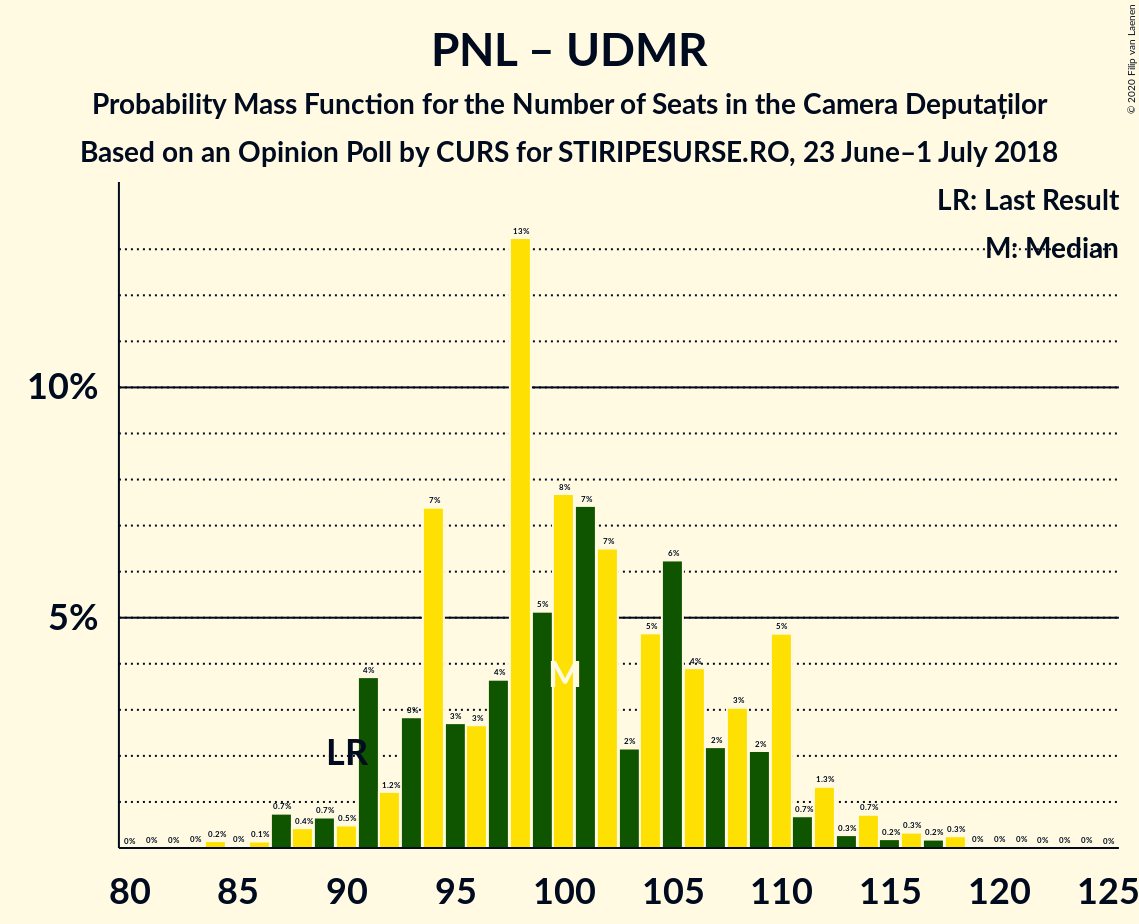 PNL – UDMR
Probability Mass Function for the Number of Seats in the Camera Deputaților
Based on an Opinion Poll by CURS for STIRIPESURSE.RO, 23 June–1 July 2018
© 2020 Filip van Laenen
LR: Last Result
M: Median
10%
5%
0% 0% 0% 0% 0.2% 0% 0.1% 0.7% 0.4% 0.7% 0.5% 4% 1.2% 3% 7% 3% 3% 4% 13% 5% 8% 7% 7% 2% 5% 6% 4% 2% 3% 2% 5% 0.7% 1.3% 0.3% 0.7% 0.2% 0.3% 0.2% 0.3% 0% 0% 0% 0% 0% 0% 0%
LR
M
80 85 90 95 100 105 110 115 120 125